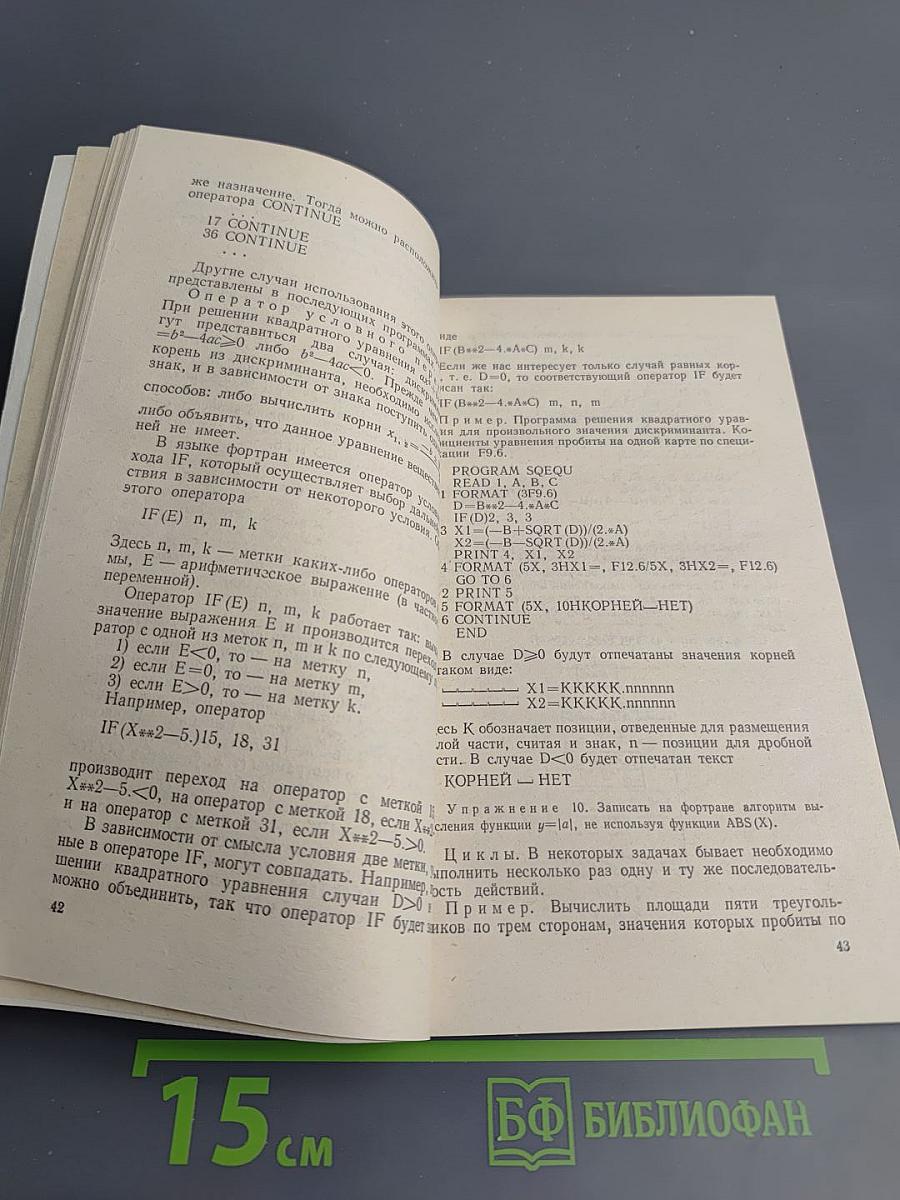 же назначение. Тогда можно
оператора CONTINUE
. . .
17 CONTINUE
36 CONTINUE
. . .
Другие случаи использования этого
представлены в последующих
Оператор условного
При решении квадратного уравнения
гут представиться два случая:
=b²—4ac⩾0 либо b²—4ac<0. Прежде
корень из дискриминанта, необходимо
знак, и в зависимости от знака поступить
способов: либо вычислить корни x₁,₂=
либо объявить, что данное уравнение
ней не имеет.
В языке фортран имеется оператор
хода IF, который осуществляет выбор
ствия в зависимости от некоторого условия.
этого оператора
IF(E) n, m, k
Здесь n, m, k — метки каких-либо операторов
мы, E — арифметическое выражение (в
переменной).
Оператор IF(E) n, m, k работает так:
значение выражения E и производится
ратор с одной из меток n, m и k по следующему
1) если E<0, то — на метку n,
2) если E=0, то — на метку m,
3) если E>0, то — на метку k.
Например, оператор
IF(X**2—5.)15, 18, 31
производит переход на оператор с меткой
X**2—5.<0, на оператор с меткой 18, если
и на оператор с меткой 31, если X**2—5.>0.
В зависимости от смысла условия две метки,
ные в операторе IF, могут совпадать. Например,
шении квадратного уравнения случаи D>0
можно объединить, так что оператор IF будет
42
иде
IF(B**2—4.*A*C) m, k, k
Если же нас интересует только случай равных кор-
, т. е. D=0, то соответствующий оператор IF будет
исан так:
IF(B**2—4.*A*C) m, n, m
Пример. Программа решения квадратного урав-
ия для произвольного значения дискриминанта. Ко-
ициенты уравнения пробиты на одной карте по специ-
ации F9.6.
PROGRAM SQEQU
READ 1, A, B, C
1 FORMAT (3F9.6)
D=B**2—4.*A*C
IF(D)2, 3, 3
3 X1=(—B+SQRT(D))/(2.*A)
X2=(—B—SQRT(D))/(2.*A)
PRINT 4, X1, X2
4 FORMAT (5X, 3HX1=, F12.6/5X, 3HX2=, F12.6)
GO TO 6
2 PRINT 5
5 FORMAT (5X, 10HКОРНЕЙ⎵НЕТ)
6 CONTINUE
END
В случае D⩾0 будут отпечатаны значения корней
таком виде:
⎵⎵⎵⎵⎵ X1=KKKKK.nnnnnn
⎵⎵⎵⎵⎵ X2=KKKKK.nnnnnn
есь K обозначает позиции, отведенные для размещения
лой части, считая и знак, n — позиции для дробной
сти. В случае D<0 будет отпечатан текст
КОРНЕЙ ⎵ НЕТ
Упражнение 10. Записать на фортране алгоритм вы-
сления функции y=|a|, не используя функции ABS(X).
Циклы. В некоторых задачах бывает необходимо
ыполнить несколько раз одну и ту же последователь-
ость действий.
Пример. Вычислить площади пяти треуголь-
иков по трем сторонам, значения которых пробиты по
43
15 см
БФ БИБЛИОФАН